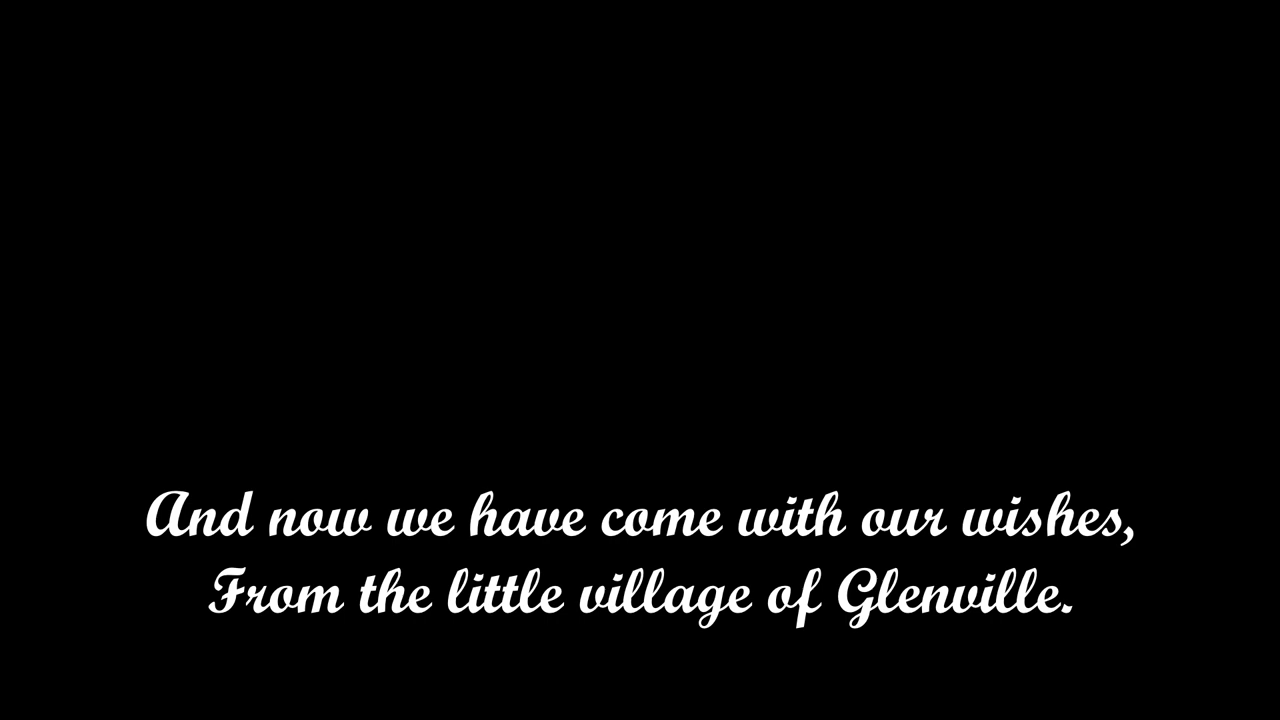 And now we have come with our wishes,
From the little village of Glenville.